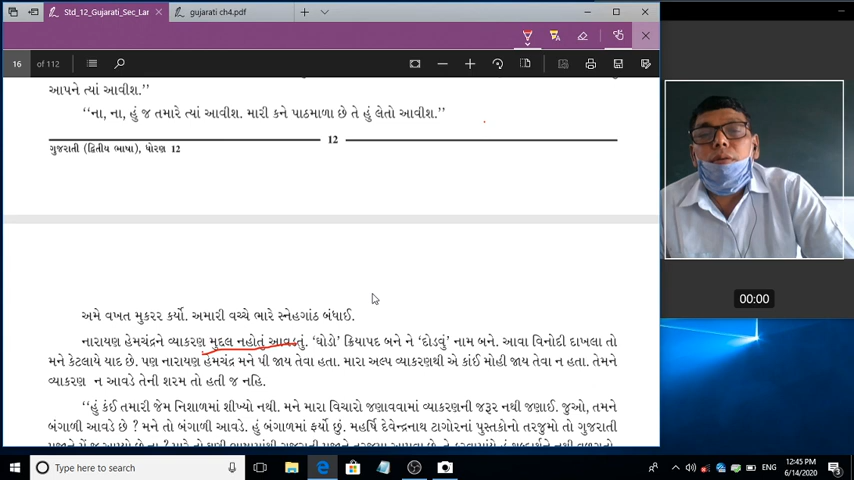 Std_12_Gujarati_Sec_Lar
gujarati ch4.pdf
16 of 112
આપને ત્યાં આવીશ.’’
‘‘ના, ના, હું જ તમારે ત્યાં આવીશ. મારી કને પાઠમાળા છે તે હું લેતો આવીશ.’’
12
ગુજરાતી (દ્વિતીય ભાષા), ધોરણ 12
અમે વખત મુકરર કર્યો. અમારી વચ્ચે ભારે સ્નેહગાંઠ બંધાઈ.
નારાયણ હેમચંદ્રને વ્યાકરણ મુદ્દલ નહોતું આવડતું. ‘ઘોડો’ ક્રિયાપદ બને ને ‘દોડવું’ નામ બને. આવા વિનોદી દાખલા તો
મને કેટલાયે યાદ છે. પણ નારાયણ હેમચંદ્ર મને પી જાય તેવા હતા. મારા અલ્પ વ્યાકરણથી એ કાંઈ મોહી જાય તેવા ન હતા. તેમને
વ્યાકરણ ન આવડે તેની શરમ તો હતી જ નહિ.
‘‘હું કંઈ તમારી જેમ નિશાળમાં શીખ્યો નથી. મને મારા વિચારો જણાવવામાં વ્યાકરણની જરૂર નથી જણાઈ. જુઓ, તમને
બંગાળી આવડે છે ? મને તો બંગાળી આવડે. હું બંગાળમાં ફર્યો છું. મહર્ષિ દેવેન્દ્રનાથ ટાગોરનાં પુસ્તકોનો તરજુમો તો ગુજરાતી
00:00
Type here to search
ENG
12:45 PM
6/14/2020
3